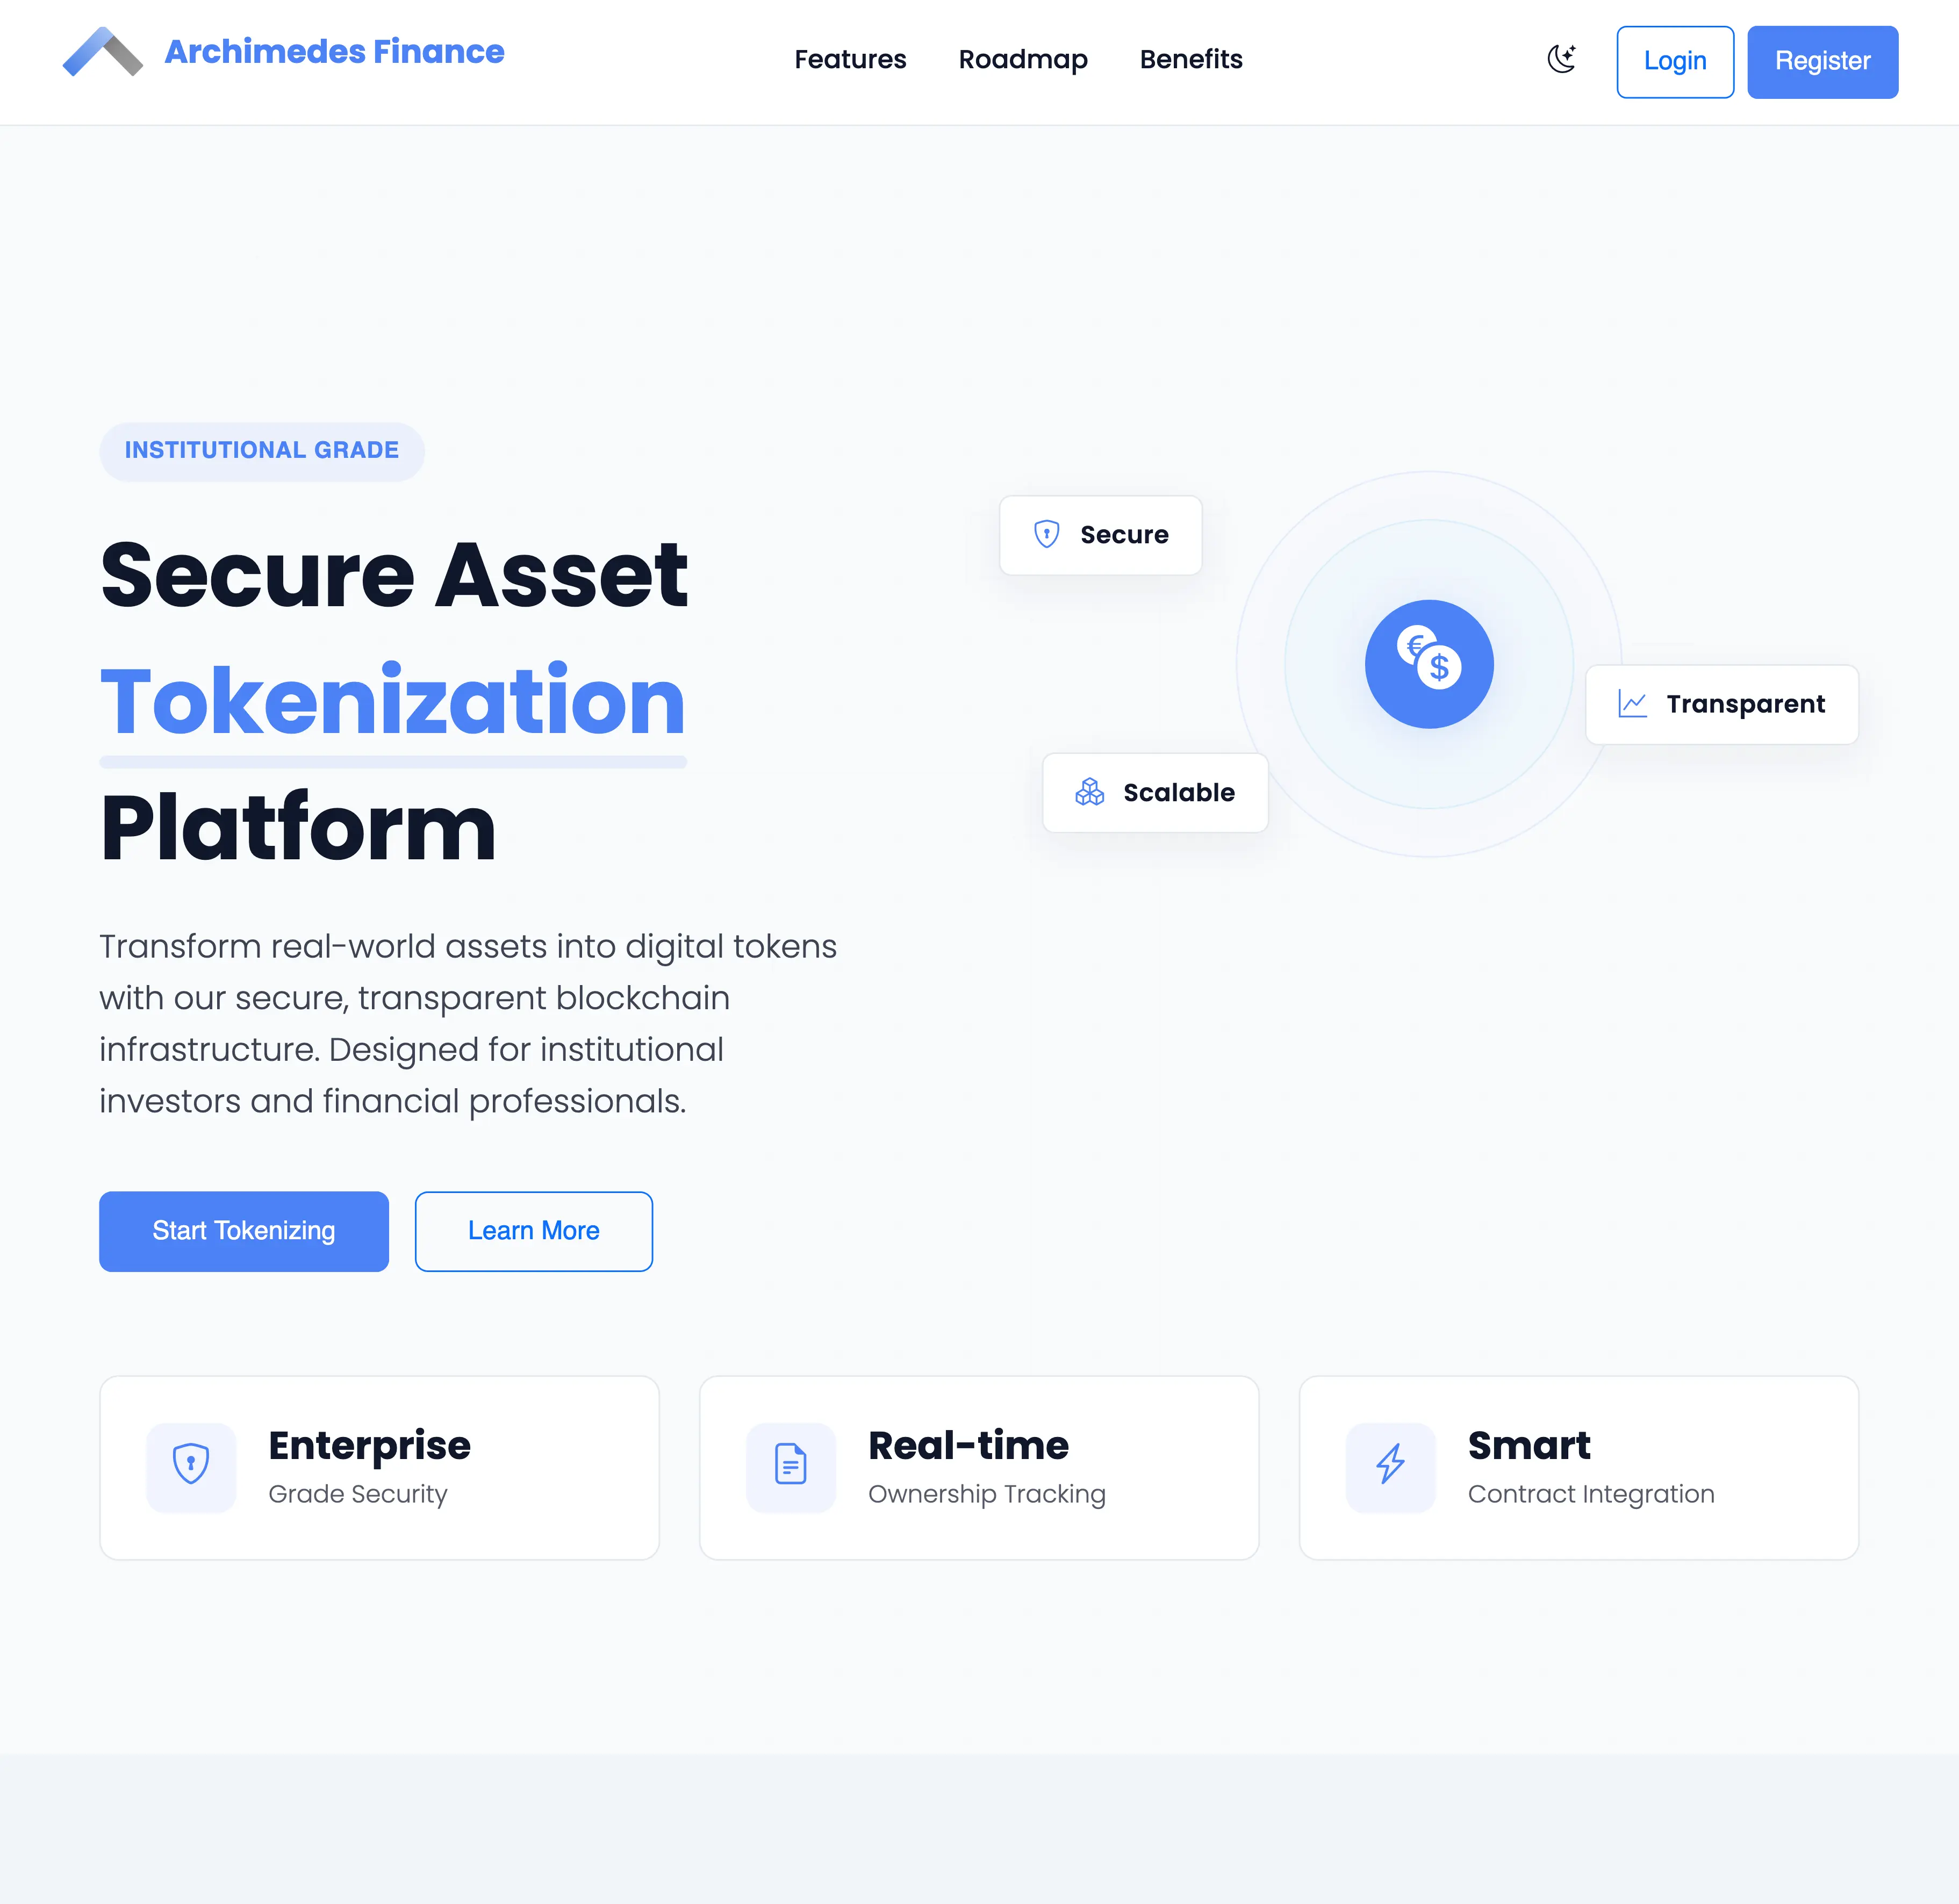 Archimedes Finance
Features
Roadmap
Benefits
Login
Register
INSTITUTIONAL GRADE
Secure Asset
Tokenization
Platform
Transform real-world assets into digital tokens
with our secure, transparent blockchain
infrastructure. Designed for institutional
investors and financial professionals.
Start Tokenizing
Learn More
Secure
€
$
Transparent
Scalable
Enterprise
Grade Security
Real-time
Ownership Tracking
Smart
Contract Integration